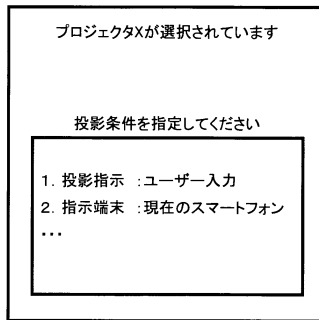 プロジェクタXが選択されています
投影条件を指定してください
1. 投影指示 :ユーザー入力
2. 指示端末 :現在のスマートフォン
・・・